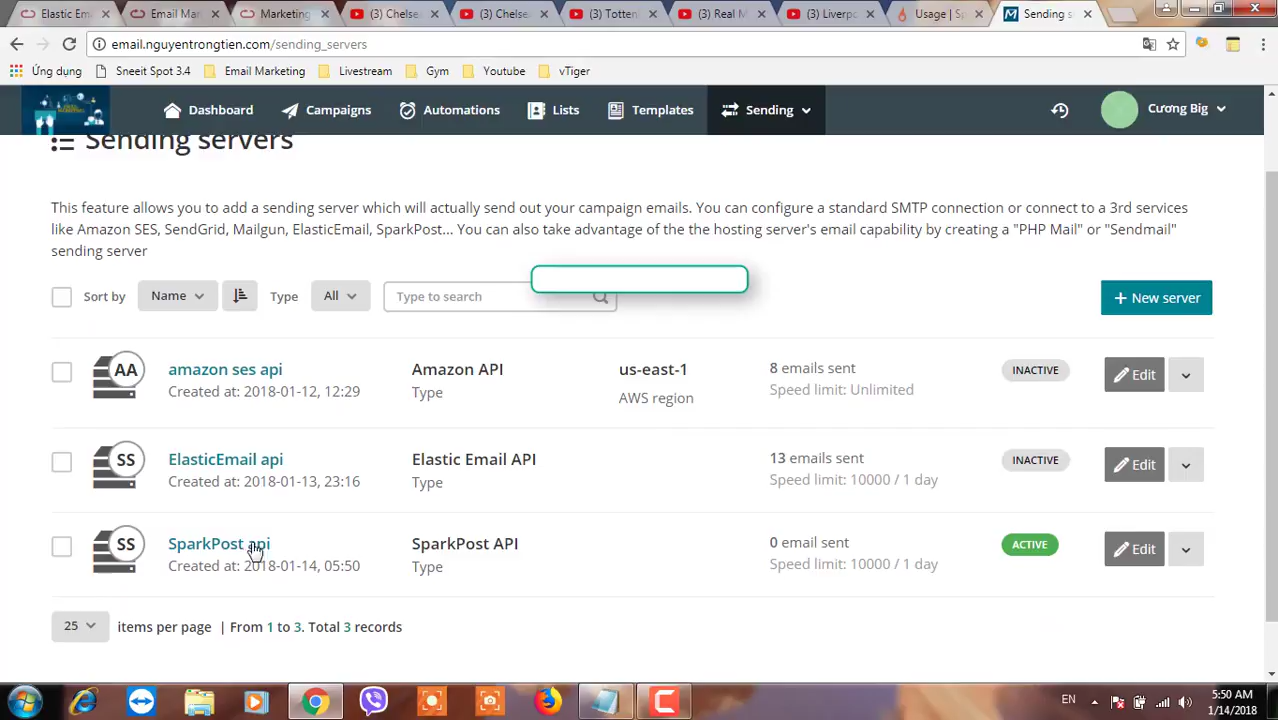 Elastic Em
Email Mar
Marketing
(3) Chelse
(3) Chelse
(3) Totten
(3) Real M
(3) Liverpo
Usage | Sp
Sending s
email.nguyentrongtien.com/sending_servers
Ứng dụng
Sneeit Spot 3.4
Email Marketing
Livestream
Gym
Youtube
vTiger
Dashboard
Campaigns
Automations
Lists
Templates
Sending
Cương Big
Sending servers
This feature allows you to add a sending server which will actually send out your campaign emails. You can configure a standard SMTP connection or connect to a 3rd services
like Amazon SES, SendGrid, Mailgun, ElasticEmail, SparkPost... You can also take advantage of the the hosting server's email capability by creating a "PHP Mail" or "Sendmail"
sending server
Sort by
Name
Type
All
Type to search
+ New server
AA
amazon ses api
Created at: 2018-01-12, 12:29
Amazon API
Type
us-east-1
AWS region
8 emails sent
Speed limit: Unlimited
INACTIVE
Edit
SS
ElasticEmail api
Created at: 2018-01-13, 23:16
Elastic Email API
Type
13 emails sent
Speed limit: 10000 / 1 day
INACTIVE
Edit
SS
SparkPost api
Created at: 2018-01-14, 05:50
SparkPost API
Type
0 email sent
Speed limit: 10000 / 1 day
ACTIVE
Edit
25
items per page | From 1 to 3. Total 3 records
EN
5:50 AM
1/14/2018